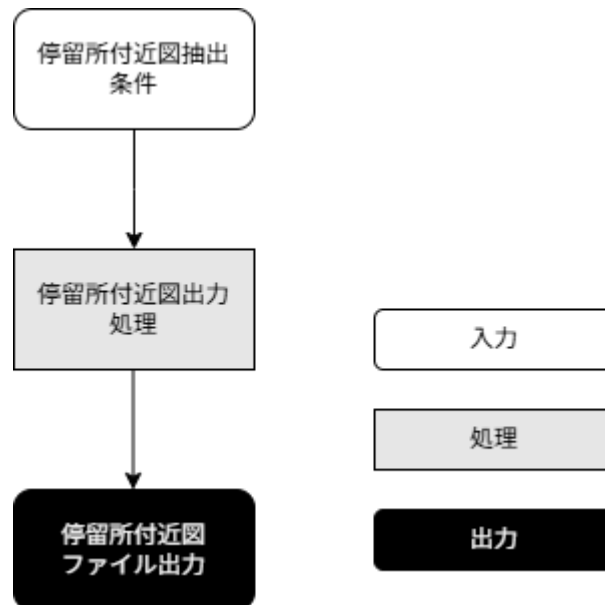 停留所付近図抽出
条件
停留所付近図出力
処理
入力
処理
停留所付近図
ファイル出力
出力